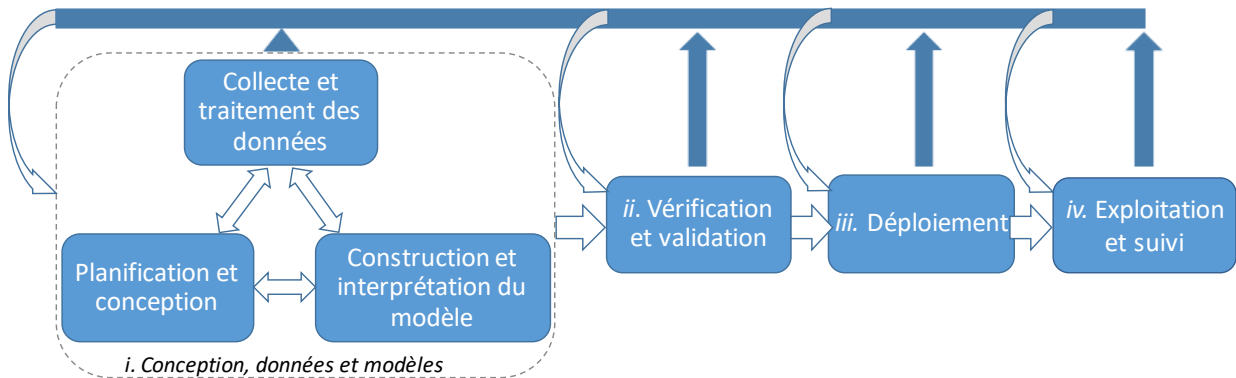 Collecte et
traitement des
données
Planification et
conception
Construction et
interprétation du
modèle
i. Conception, données et modèles
ii. Vérification
et validation
iii. Déploiement
iv. Exploitation
et suivi